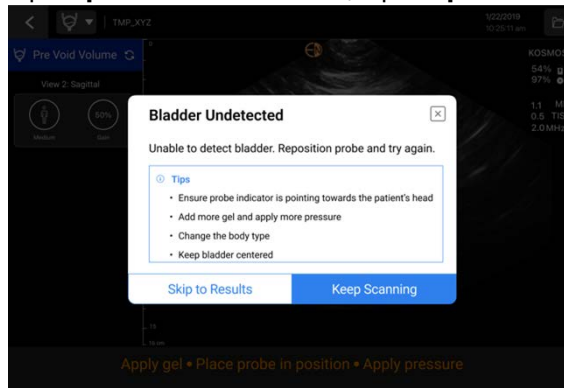 TMP_XYZ
1/22/2019
10:25:11 am
Pre Void Volume
KOSMOS
54%
97%
View 2: Sagittal
50%
Medium
Gain
1.1 M
0.5 TIS
2.0MHz
Bladder Undetected
Unable to detect bladder. Reposition probe and try again.
Tips
• Ensure probe indicator is pointing towards the patient's head
• Add more gel and apply more pressure
• Change the body type
• Keep bladder centered
Skip to Results
Keep Scanning
Apply gel • Place probe in position • Apply pressure